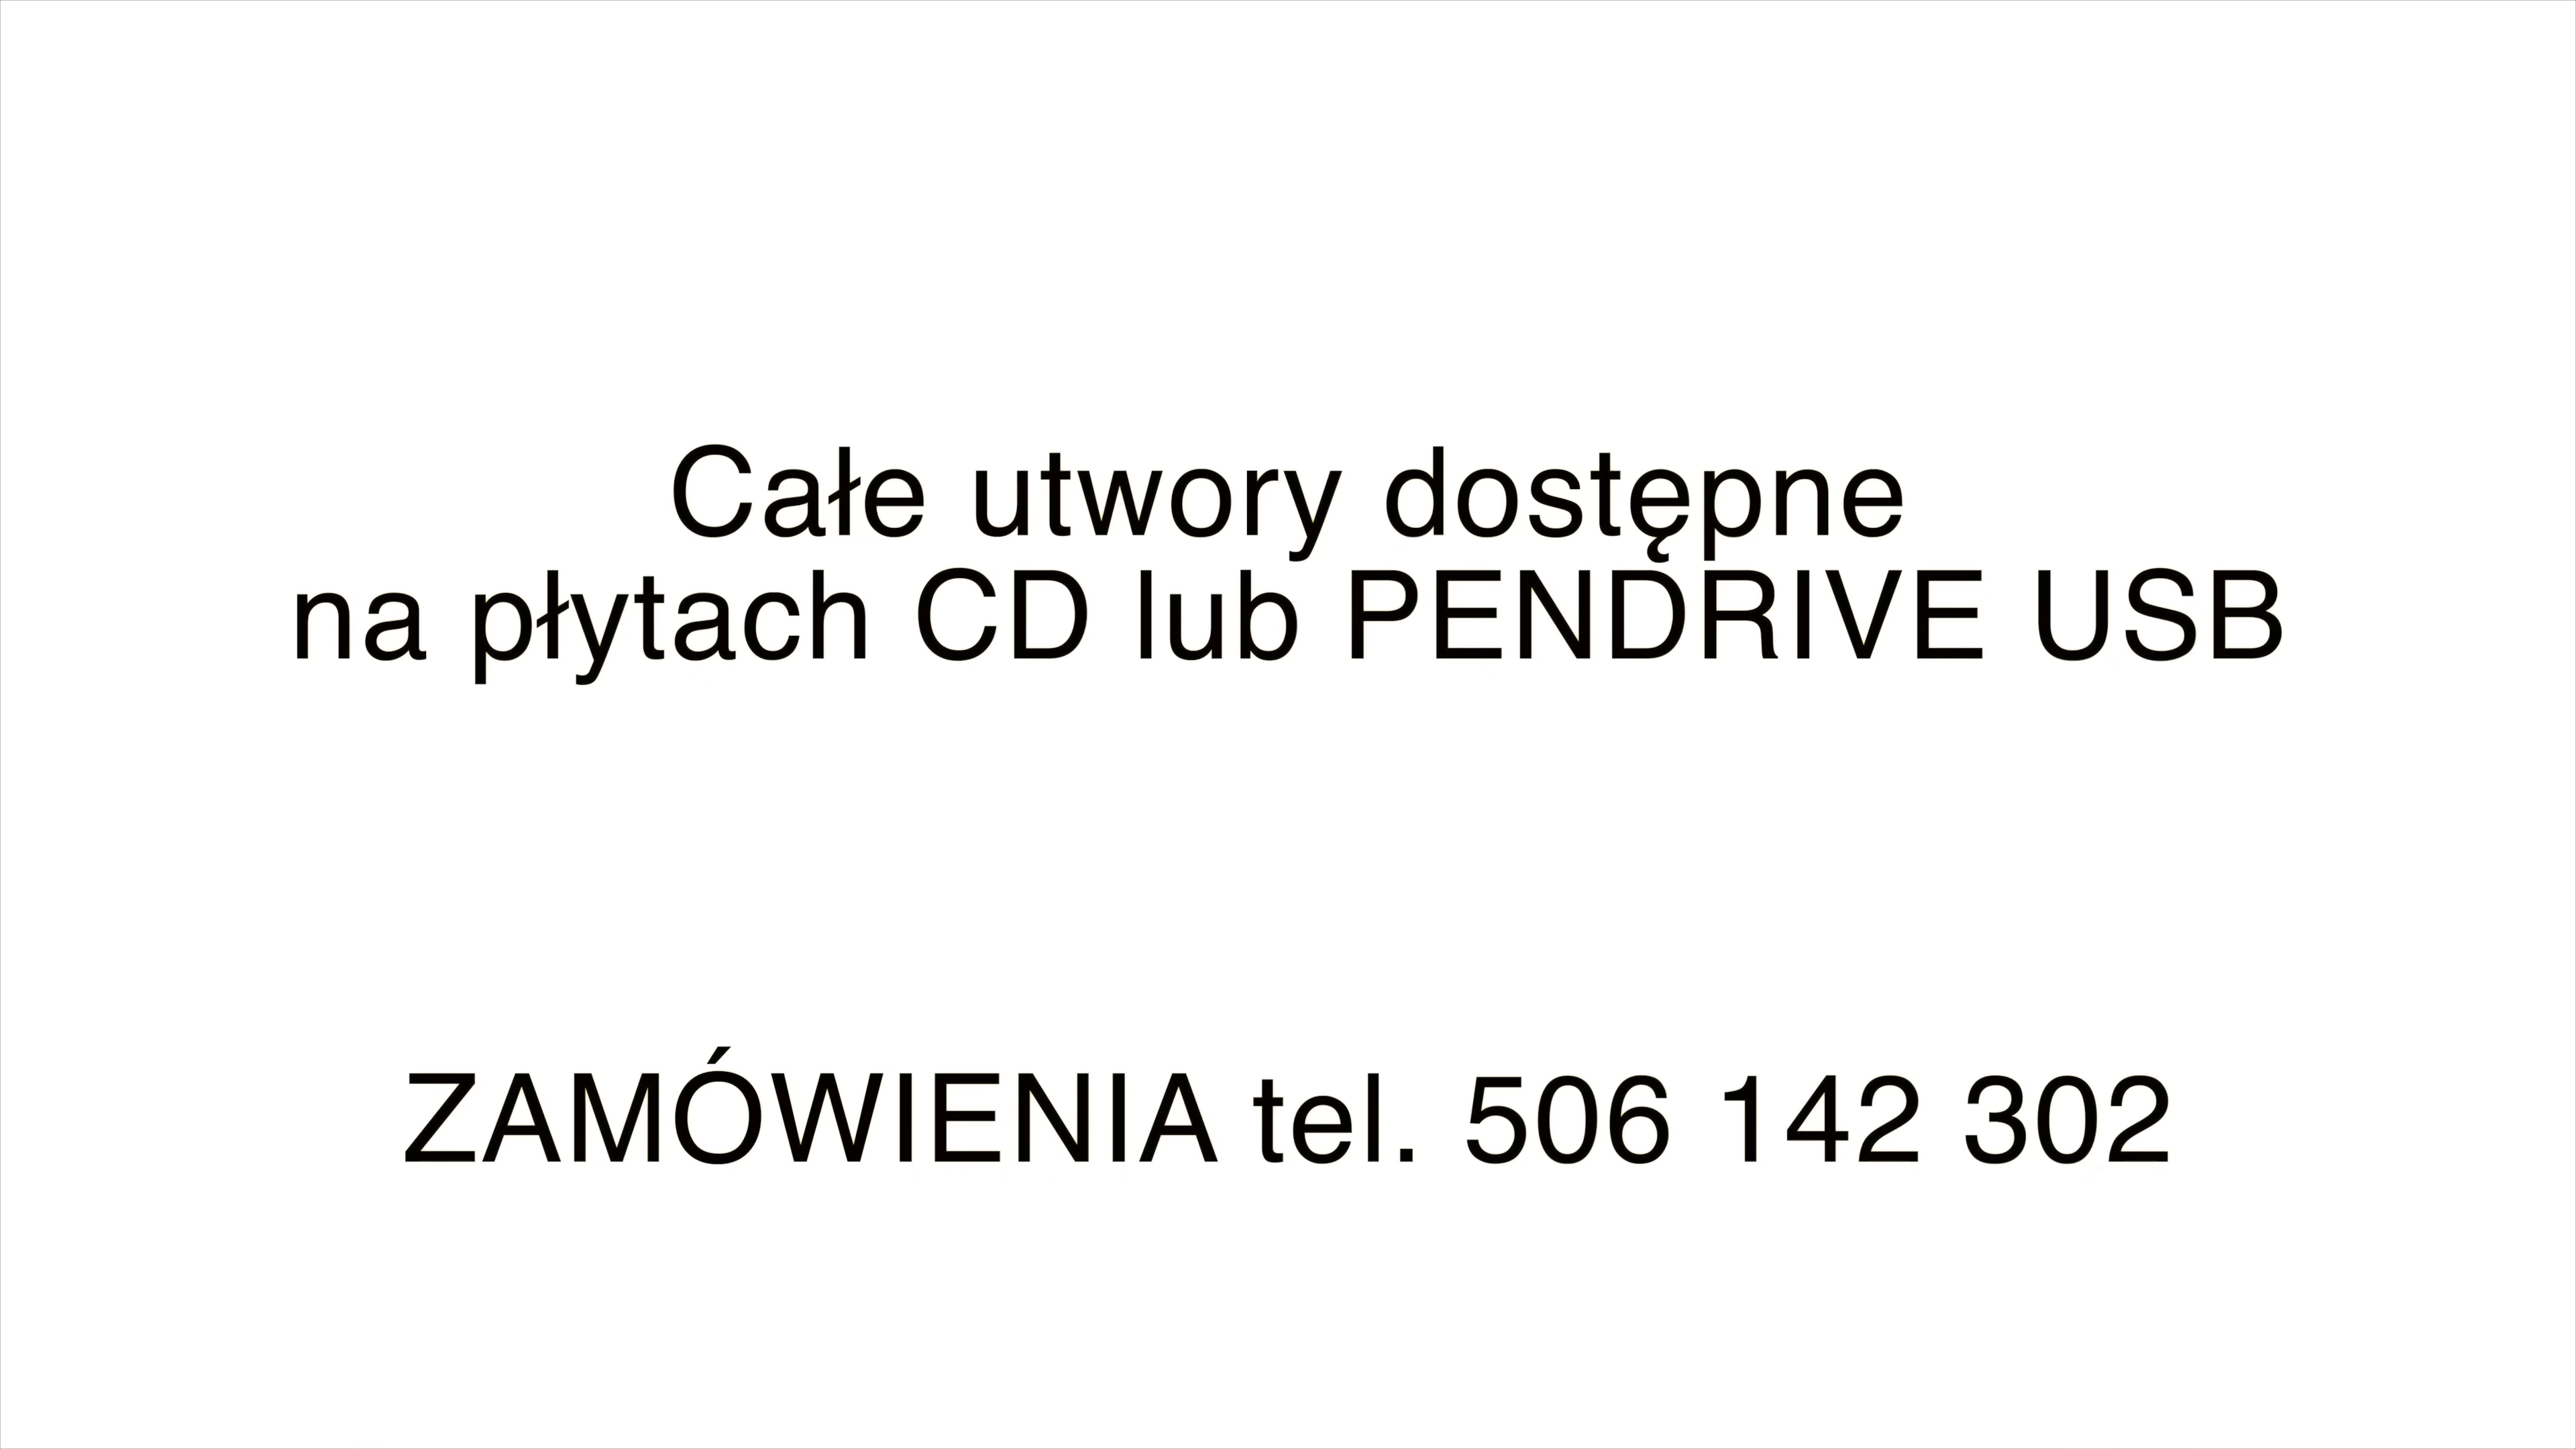 Całe utwory dostępne
na płytach CD lub PENDRIVE USB
ZAMÓWIENIA tel. 506 142 302